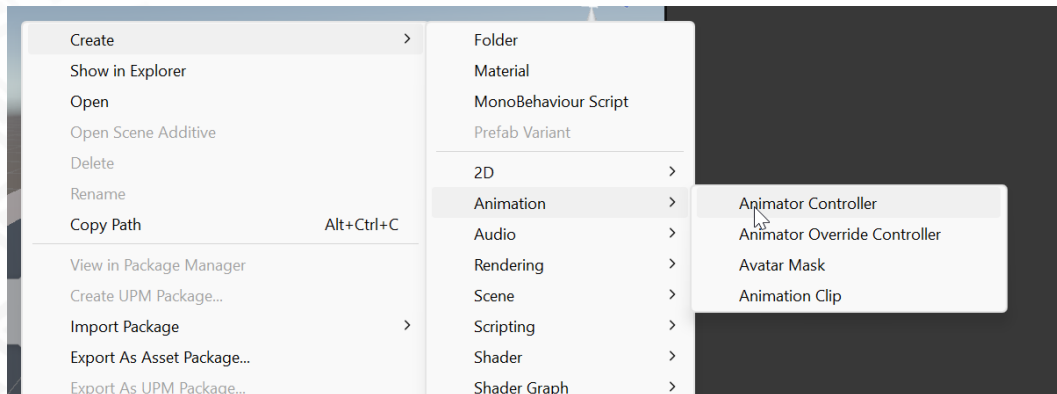 Create
Show in Explorer
Open
Open Scene Additive
Delete
Rename
Copy Path Alt+Ctrl+C
View in Package Manager
Create UPM Package...
Import Package
Export As Asset Package...
Export As UPM Package...
Folder
Material
MonoBehaviour Script
Prefab Variant
2D
Animation
Audio
Rendering
Scene
Scripting
Shader
Shader Graph
Animator Controller
Animator Override Controller
Avatar Mask
Animation Clip